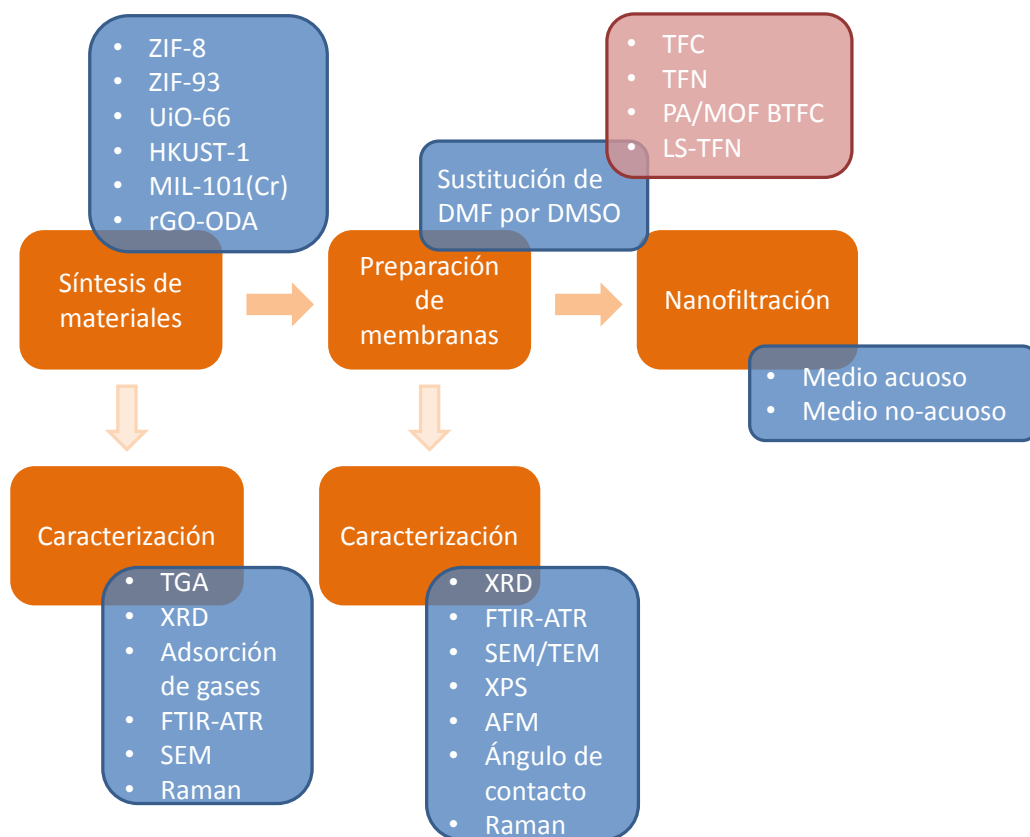 • ZIF-8
• ZIF-93
• UiO-66
• HKUST-1
• MIL-101(Cr)
• rGO-ODA
Síntesis de
materiales
• TFC
• TFN
• PA/MOF BTFC
• LS-TFN
Sustitución de
DMF por DMSO
Preparación
de
membranas
Nanofiltración
• Medio acuoso
• Medio no-acuoso
Caracterización
• TGA
• XRD
• Adsorción
de gases
• FTIR-ATR
• SEM
• Raman
Caracterización
• XRD
• FTIR-ATR
• SEM/TEM
• XPS
• AFM
• Ángulo de
contacto
• Raman